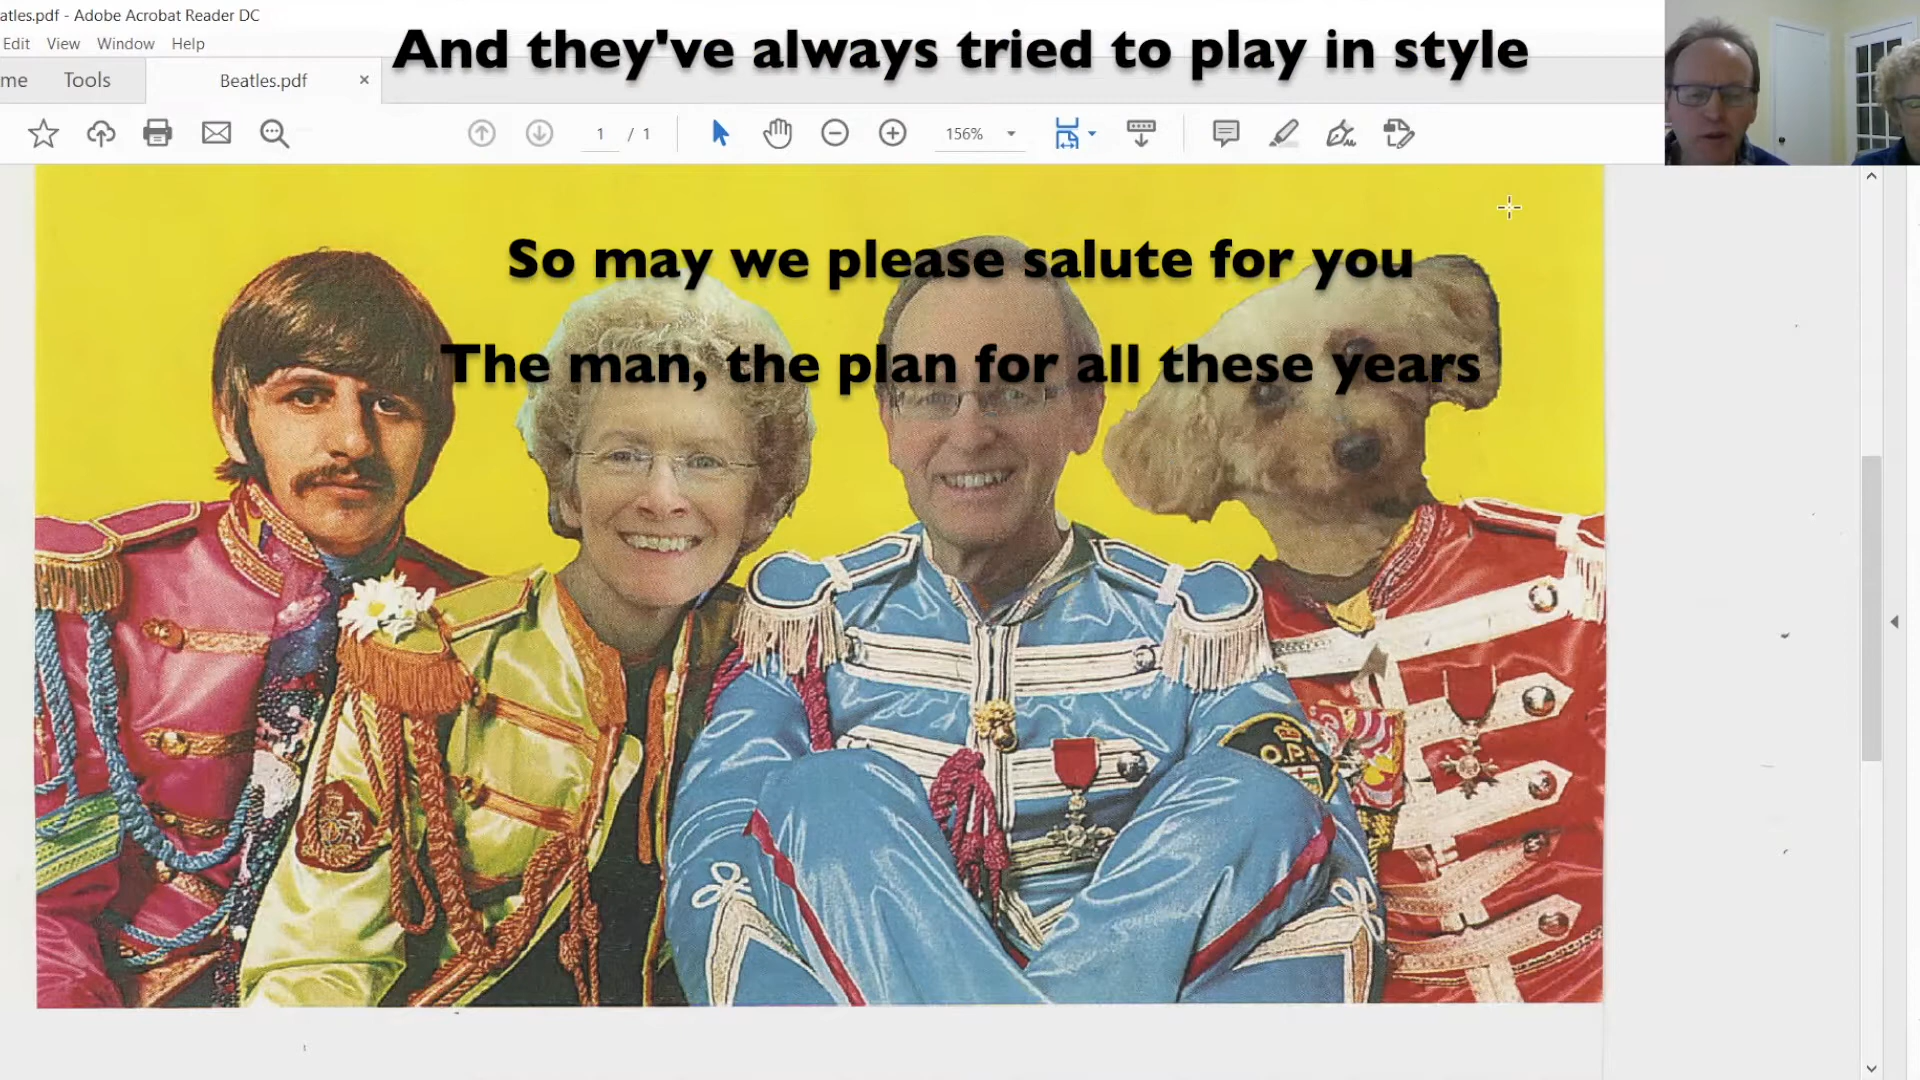 atles.pdf - Adobe Acrobat Reader DC
Edit View Window Help
me Tools Beatles.pdf ×
And they've always tried to play in style
1 / 1 156%
So may we please salute for you
The man, the plan for all these years
O.P.